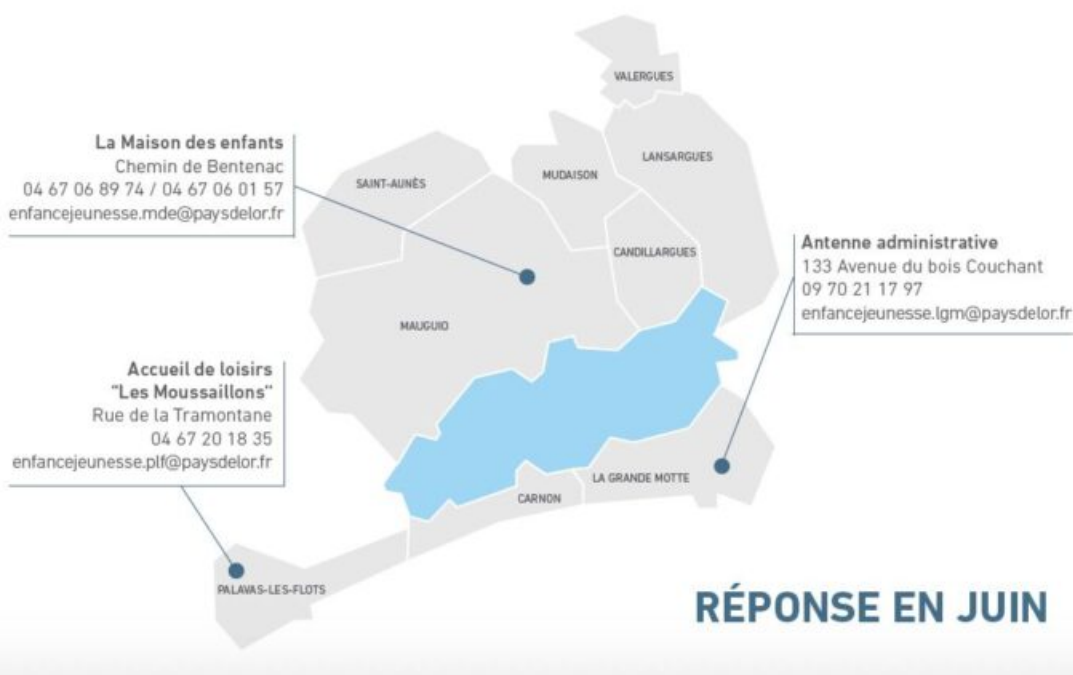 VALERGUES
La Maison des enfants
Chemin de Bentenac
04 67 06 89 74 / 04 67 06 01 57
enfancejeunesse.mde@paysdelor.fr
SAINT-AUNÈS
MUDAISON
LANSARGUES
CANDILLARGUES
MAUGUIO
Antenne administrative
133 Avenue du bois Couchant
09 70 21 17 97
enfancejeunesse.lgm@paysdelor.fr
Accueil de loisirs
"Les Moussaillons"
Rue de la Tramontane
04 67 20 18 35
enfancejeunesse.plf@paysdelor.fr
LA GRANDE MOTTE
CARNON
PALAVAS-LES-FLOTS
RÉPONSE EN JUIN